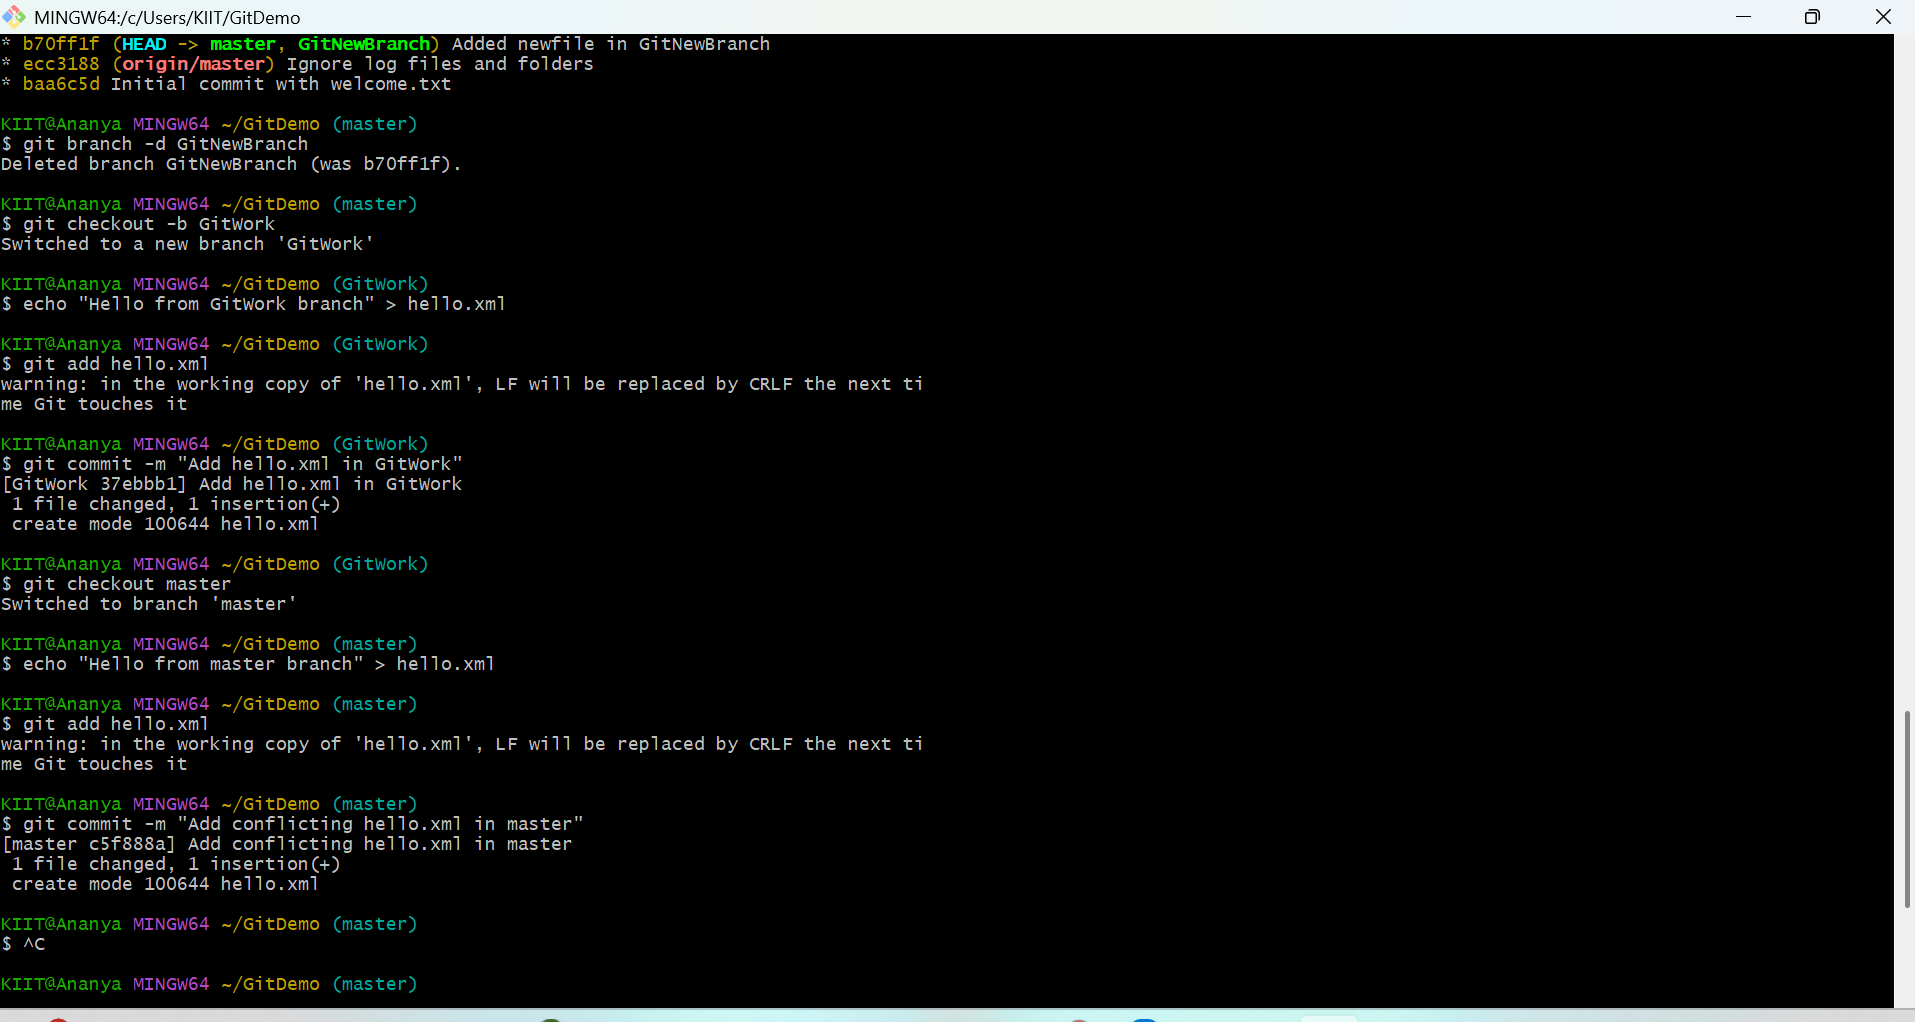 MINGW64:/c/Users/KIIT/GitDemo
* b70ff1f (HEAD -> master, GitNewBranch) Added newfile in GitNewBranch
* ecc3188 (origin/master) Ignore log files and folders
* baa6c5d Initial commit with welcome.txt
KIIT@Ananya MINGW64 ~/GitDemo (master)
$ git branch -d GitNewBranch
Deleted branch GitNewBranch (was b70ff1f).
KIIT@Ananya MINGW64 ~/GitDemo (master)
$ git checkout -b GitWork
Switched to a new branch 'GitWork'
KIIT@Ananya MINGW64 ~/GitDemo (GitWork)
$ echo "Hello from GitWork branch" > hello.xml
KIIT@Ananya MINGW64 ~/GitDemo (GitWork)
$ git add hello.xml
warning: in the working copy of 'hello.xml', LF will be replaced by CRLF the next ti
me Git touches it
KIIT@Ananya MINGW64 ~/GitDemo (GitWork)
$ git commit -m "Add hello.xml in GitWork"
[GitWork 37ebbb1] Add hello.xml in GitWork
 1 file changed, 1 insertion(+)
 create mode 100644 hello.xml
KIIT@Ananya MINGW64 ~/GitDemo (GitWork)
$ git checkout master
Switched to branch 'master'
KIIT@Ananya MINGW64 ~/GitDemo (master)
$ echo "Hello from master branch" > hello.xml
KIIT@Ananya MINGW64 ~/GitDemo (master)
$ git add hello.xml
warning: in the working copy of 'hello.xml', LF will be replaced by CRLF the next ti
me Git touches it
KIIT@Ananya MINGW64 ~/GitDemo (master)
$ git commit -m "Add conflicting hello.xml in master"
[master c5f888a] Add conflicting hello.xml in master
 1 file changed, 1 insertion(+)
 create mode 100644 hello.xml
KIIT@Ananya MINGW64 ~/GitDemo (master)
$ ^C
KIIT@Ananya MINGW64 ~/GitDemo (master)